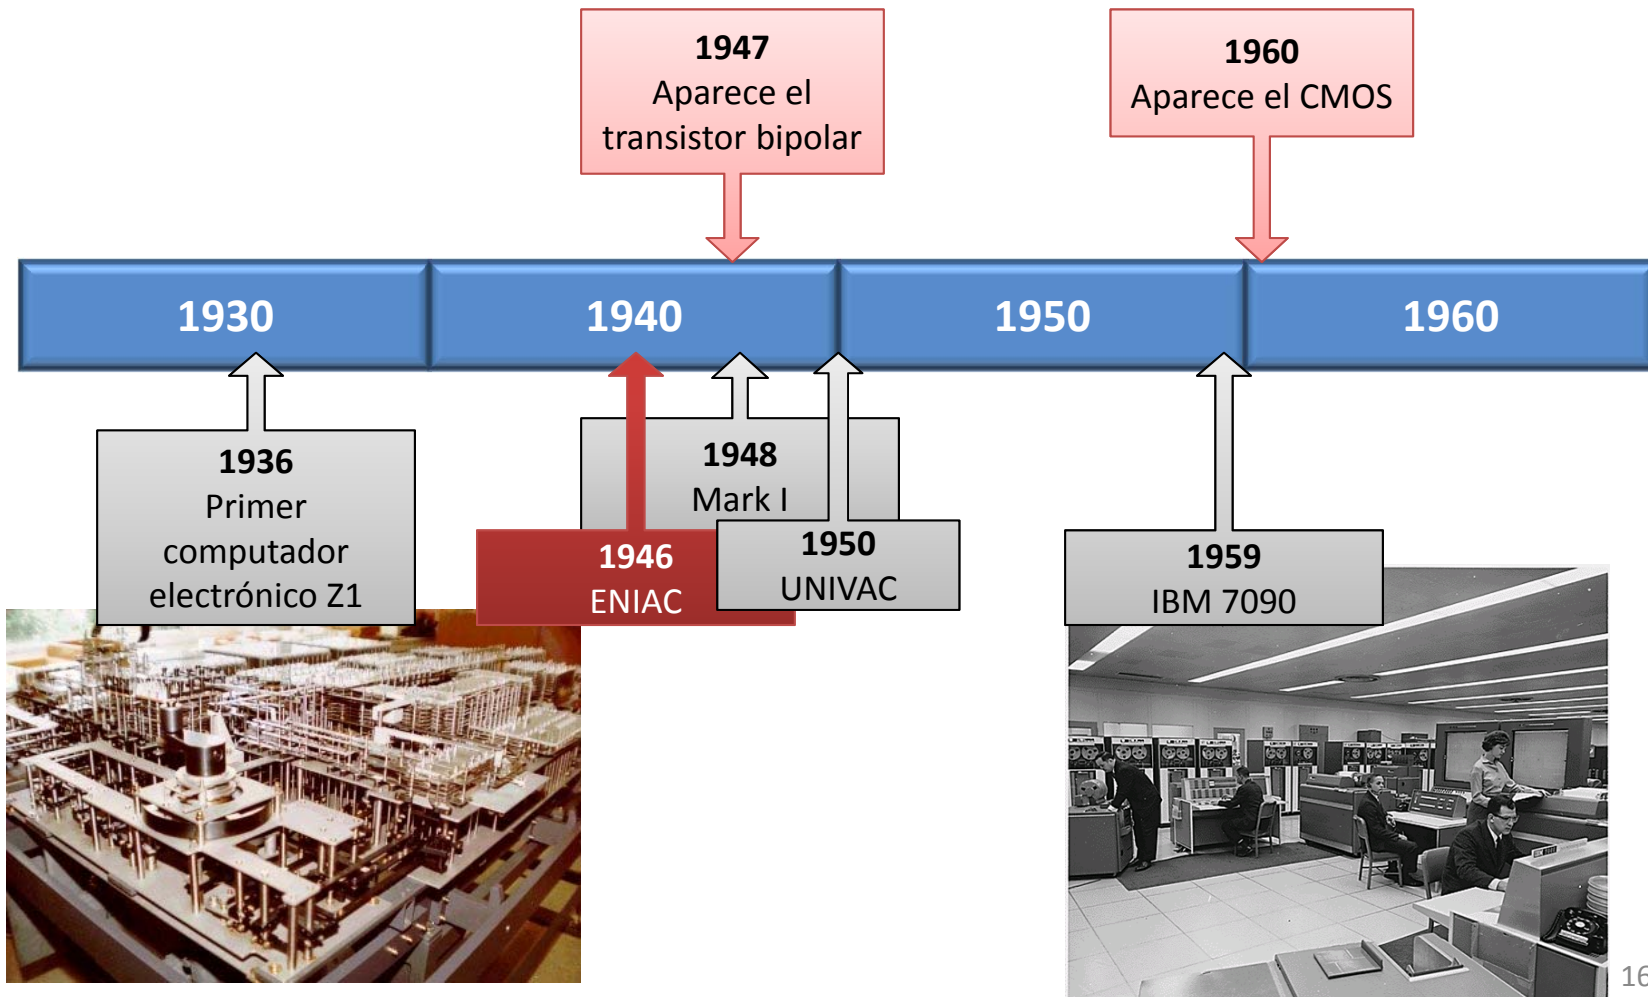 1947
Aparece el
transistor bipolar
1960
Aparece el CMOS
1930
1940
1950
1960
1936
Primer
computador
electrónico Z1
1948
Mark I
1946
ENIAC
1950
UNIVAC
1959
IBM 7090
16